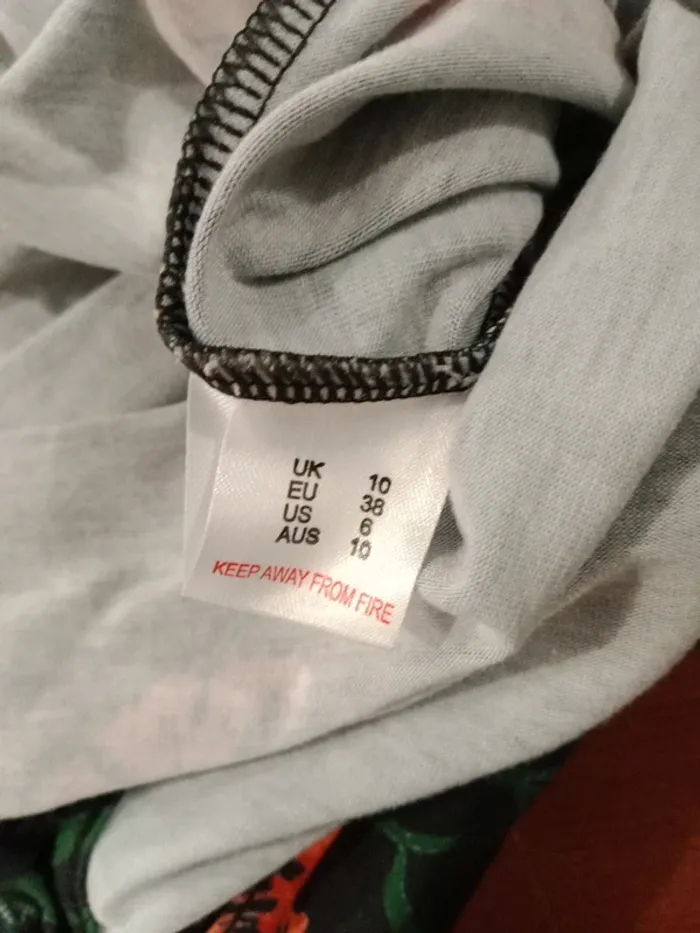 UK 10
EU 38
US 6
AUS 10
KEEP AWAY FROM FIRE